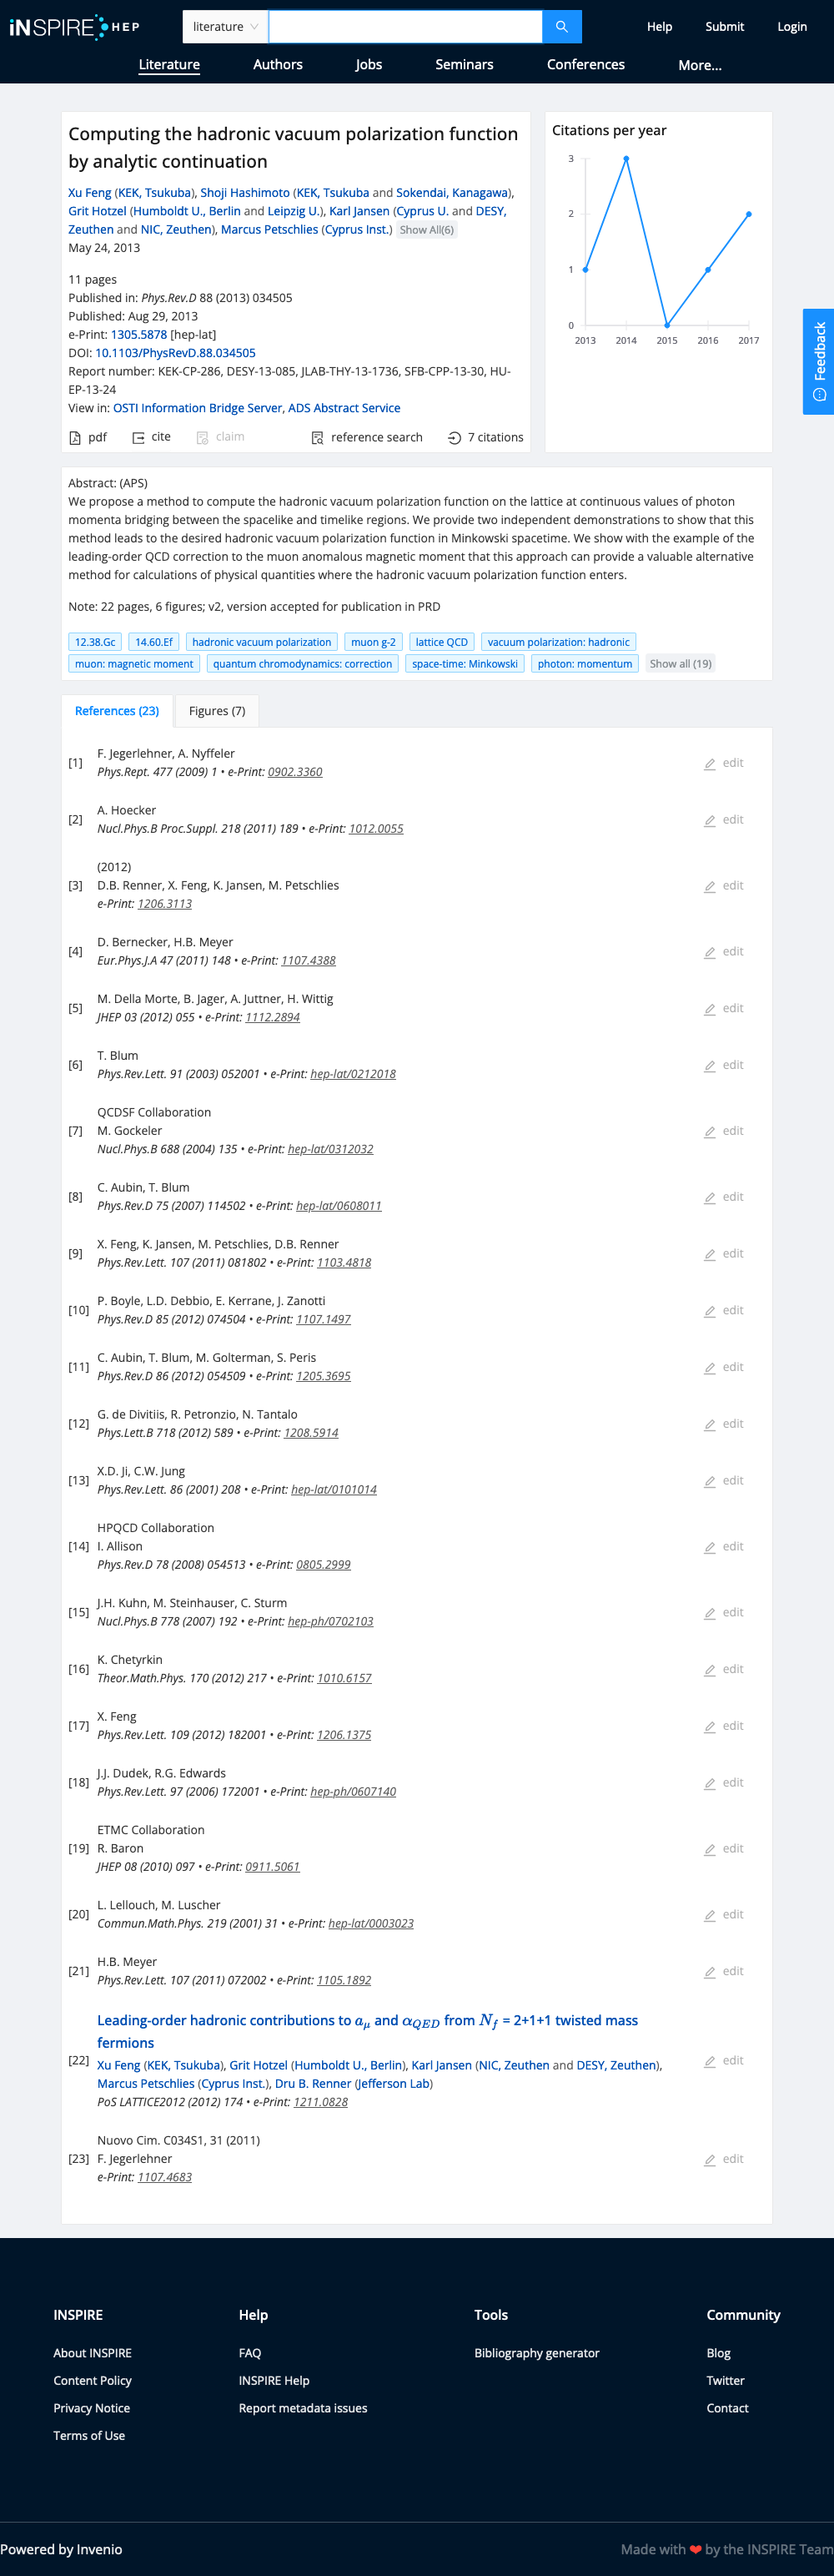 iNSPIRE HEP
literature
Help
Submit
Login
Literature
Authors
Jobs
Seminars
Conferences
More...
Computing the hadronic vacuum polarization function
by analytic continuation
Xu Feng (KEK, Tsukuba), Shoji Hashimoto (KEK, Tsukuba and Sokendai, Kanagawa),
Grit Hotzel (Humboldt U., Berlin and Leipzig U.), Karl Jansen (Cyprus U. and DESY,
Zeuthen and NIC, Zeuthen), Marcus Petschlies (Cyprus Inst.) Show All(6)
May 24, 2013
11 pages
Published in: Phys.Rev.D 88 (2013) 034505
Published: Aug 29, 2013
e-Print: 1305.5878 [hep-lat]
DOI: 10.1103/PhysRevD.88.034505
Report number: KEK-CP-286, DESY-13-085, JLAB-THY-13-1736, SFB-CPP-13-30, HU-
EP-13-24
View in: OSTI Information Bridge Server, ADS Abstract Service
pdf
cite
claim
reference search
7 citations
Citations per year
3
2
1
0
2013 2014 2015 2016 2017
Feedback
Abstract: (APS)
We propose a method to compute the hadronic vacuum polarization function on the lattice at continuous values of photon
momenta bridging between the spacelike and timelike regions. We provide two independent demonstrations to show that this
method leads to the desired hadronic vacuum polarization function in Minkowski spacetime. We show with the example of the
leading-order QCD correction to the muon anomalous magnetic moment that this approach can provide a valuable alternative
method for calculations of physical quantities where the hadronic vacuum polarization function enters.
Note: 22 pages, 6 figures; v2, version accepted for publication in PRD
12.38.Gc 14.60.Ef hadronic vacuum polarization muon g-2 lattice QCD vacuum polarization: hadronic
muon: magnetic moment quantum chromodynamics: correction space-time: Minkowski photon: momentum Show all (19)
References (23)
Figures (7)
[1] F. Jegerlehner, A. Nyffeler edit
Phys.Rept. 477 (2009) 1 • e-Print: 0902.3360
[2] A. Hoecker edit
Nucl.Phys.B Proc.Suppl. 218 (2011) 189 • e-Print: 1012.0055
(2012)
[3] D.B. Renner, X. Feng, K. Jansen, M. Petschlies edit
e-Print: 1206.3113
[4] D. Bernecker, H.B. Meyer edit
Eur.Phys.J.A 47 (2011) 148 • e-Print: 1107.4388
[5] M. Della Morte, B. Jager, A. Juttner, H. Wittig edit
JHEP 03 (2012) 055 • e-Print: 1112.2894
[6] T. Blum edit
Phys.Rev.Lett. 91 (2003) 052001 • e-Print: hep-lat/0212018
QCDSF Collaboration
[7] M. Gockeler edit
Nucl.Phys.B 688 (2004) 135 • e-Print: hep-lat/0312032
[8] C. Aubin, T. Blum edit
Phys.Rev.D 75 (2007) 114502 • e-Print: hep-lat/0608011
[9] X. Feng, K. Jansen, M. Petschlies, D.B. Renner edit
Phys.Rev.Lett. 107 (2011) 081802 • e-Print: 1103.4818
[10] P. Boyle, L.D. Debbio, E. Kerrane, J. Zanotti edit
Phys.Rev.D 85 (2012) 074504 • e-Print: 1107.1497
[11] C. Aubin, T. Blum, M. Golterman, S. Peris edit
Phys.Rev.D 86 (2012) 054509 • e-Print: 1205.3695
[12] G. de Divitiis, R. Petronzio, N. Tantalo edit
Phys.Lett.B 718 (2012) 589 • e-Print: 1208.5914
[13] X.D. Ji, C.W. Jung edit
Phys.Rev.Lett. 86 (2001) 208 • e-Print: hep-lat/0101014
HPQCD Collaboration
[14] I. Allison edit
Phys.Rev.D 78 (2008) 054513 • e-Print: 0805.2999
[15] J.H. Kuhn, M. Steinhauser, C. Sturm edit
Nucl.Phys.B 778 (2007) 192 • e-Print: hep-ph/0702103
[16] K. Chetyrkin edit
Theor.Math.Phys. 170 (2012) 217 • e-Print: 1010.6157
[17] X. Feng edit
Phys.Rev.Lett. 109 (2012) 182001 • e-Print: 1206.1375
[18] J.J. Dudek, R.G. Edwards edit
Phys.Rev.Lett. 97 (2006) 172001 • e-Print: hep-ph/0607140
ETMC Collaboration
[19] R. Baron edit
JHEP 08 (2010) 097 • e-Print: 0911.5061
[20] L. Lellouch, M. Luscher edit
Commun.Math.Phys. 219 (2001) 31 • e-Print: hep-lat/0003023
[21] H.B. Meyer edit
Phys.Rev.Lett. 107 (2011) 072002 • e-Print: 1105.1892
Leading-order hadronic contributions to aμ and αQED from Nf = 2+1+1 twisted mass
fermions
[22] Xu Feng (KEK, Tsukuba), Grit Hotzel (Humboldt U., Berlin), Karl Jansen (NIC, Zeuthen and DESY, Zeuthen), edit
Marcus Petschlies (Cyprus Inst.), Dru B. Renner (Jefferson Lab)
PoS LATTICE2012 (2012) 174 • e-Print: 1211.0828
Nuovo Cim. C034S1, 31 (2011)
[23] F. Jegerlehner edit
e-Print: 1107.4683
INSPIRE
About INSPIRE
Content Policy
Privacy Notice
Terms of Use
Help
FAQ
INSPIRE Help
Report metadata issues
Tools
Bibliography generator
Community
Blog
Twitter
Contact
Powered by Invenio
Made with ❤ by the INSPIRE Team